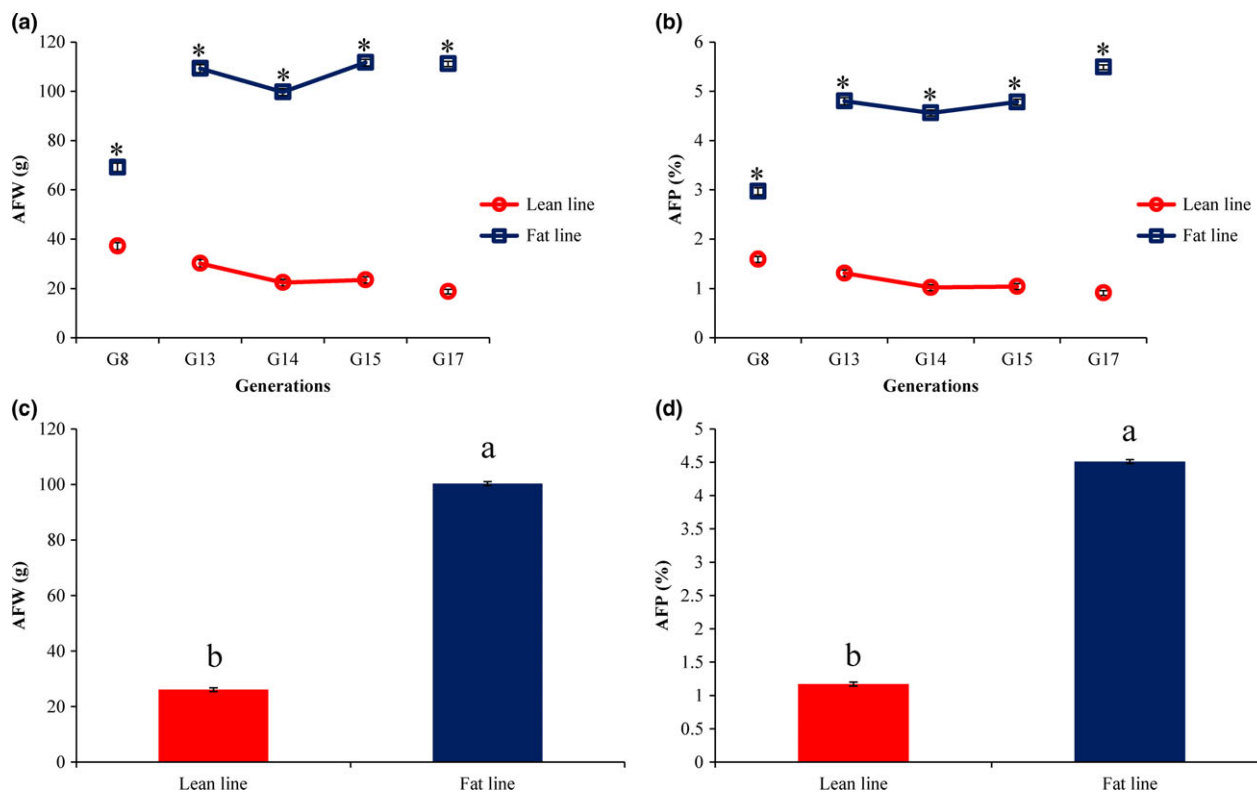 (a)
120
100
80
60
40
20
0
AFW (g)
*
*
*
*
*
Lean line
Fat line
G8 G13 G14 G15 G17
Generations
(b)
6
5
4
3
2
1
0
AFP (%)
*
*
*
*
*
Lean line
Fat line
G8 G13 G14 G15 G17
Generations
(c)
120
100
80
60
40
20
0
AFW (g)
b
a
Lean line Fat line
(d)
5
4.5
4
3.5
3
2.5
2
1.5
1
0.5
0
AFP (%)
b
a
Lean line Fat line